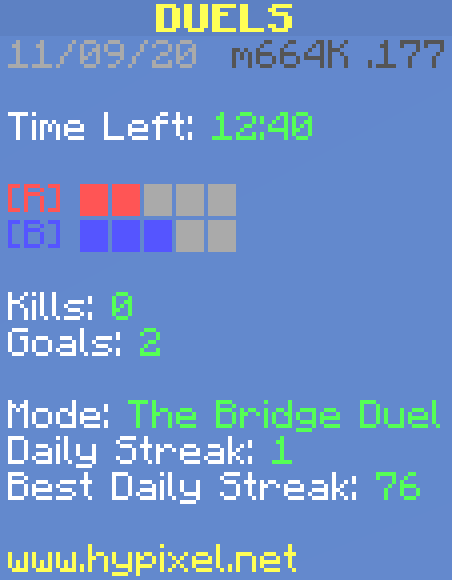 DUELS
11/09/20 m664K .177
Time Left: 12:40
[R]
[B]
Kills: 0
Goals: 2
Mode: The Bridge Duel
Daily Streak: 1
Best Daily Streak: 76
www.hypixel.net